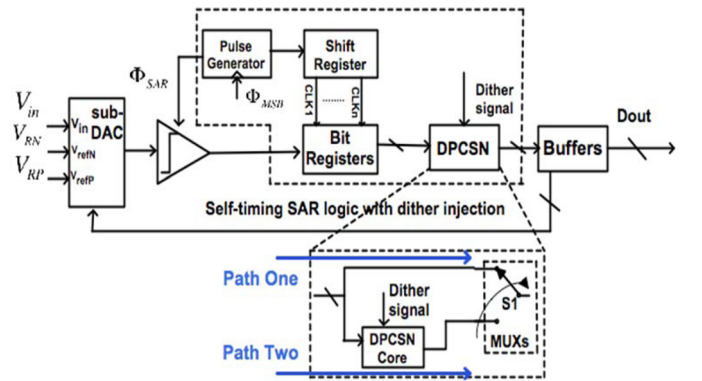 Pulse
Generator
Shift
Register
Φ_SAR
Φ_MSB
CLK1
........
CLKn
Dither
signal
Dout
V_in
V_RN
V_RP
sub-
DAC
V_in
V_refN
V_refP
Bit
Registers
DPCSN
Buffers
Self-timing SAR logic with dither injection
Path One
Dither
signal
S1
DPCSN
Core
MUXs
Path Two